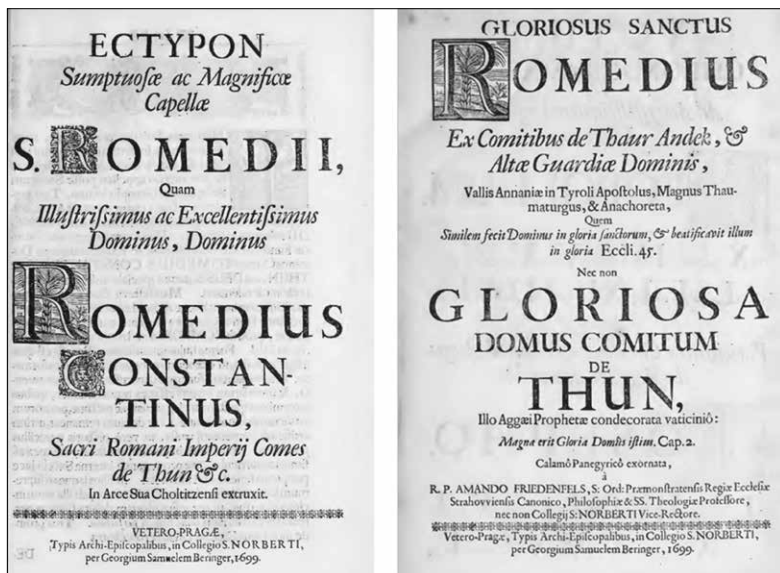 ECTYPON
Sumptuoſæ ac Magnificæ
Capellæ
S. ROMEDII,
Quam
Illuſtriſſimus ac Excellentiſſimus
Dominus, Dominus
ROMEDIUS
CONSTAN-
TINUS,
Sacri Romani Imperij Comes
de Thun &c.
In Arce Sua Choltitzenſi extruxit.
VETERO-PRAGÆ,
Typis Archi-Epiſcopalibus, in Collegio S. NORBERTI,
per Georgium Samuelem Beringer, 1699.
GLORIOSUS SANCTUS
ROMEDIUS
Ex Comitibus de Thaur Andek, &
Altæ Guardiæ Dominis,
Vallis Annaniæ in Tyroli Apoſtolus, Magnus Thau-
maturgus, & Anachoreta,
Quem
Similem fecit Dominus in gloria ſanctorum, & beatificavit illum
in gloria Eccli. 45.
Nec non
GLORIOSA
DOMUS COMITUM
DE
THUN,
Illo Aggæi Prophetæ condecorata vaticiniô:
Magna erit Gloria Domûs iſtius. Cap. 2.
Calamô Panegyricô exornata,
à
R. P. AMANDO FRIEDENFELS, S: Ord: Præmonſtratenſis Regiæ Eccleſiæ
Strahovvienſis Canonico, Philoſophiæ & SS. Theologiæ Profeſſore,
nec non Collegij S: NORBERTI Vice-Rectore.
Vetero-Pragæ, Typis Archi-Epiſcopalibus, in Collegio S. NORBERTI,
per Georgium Samuelem Beringer, 1699.